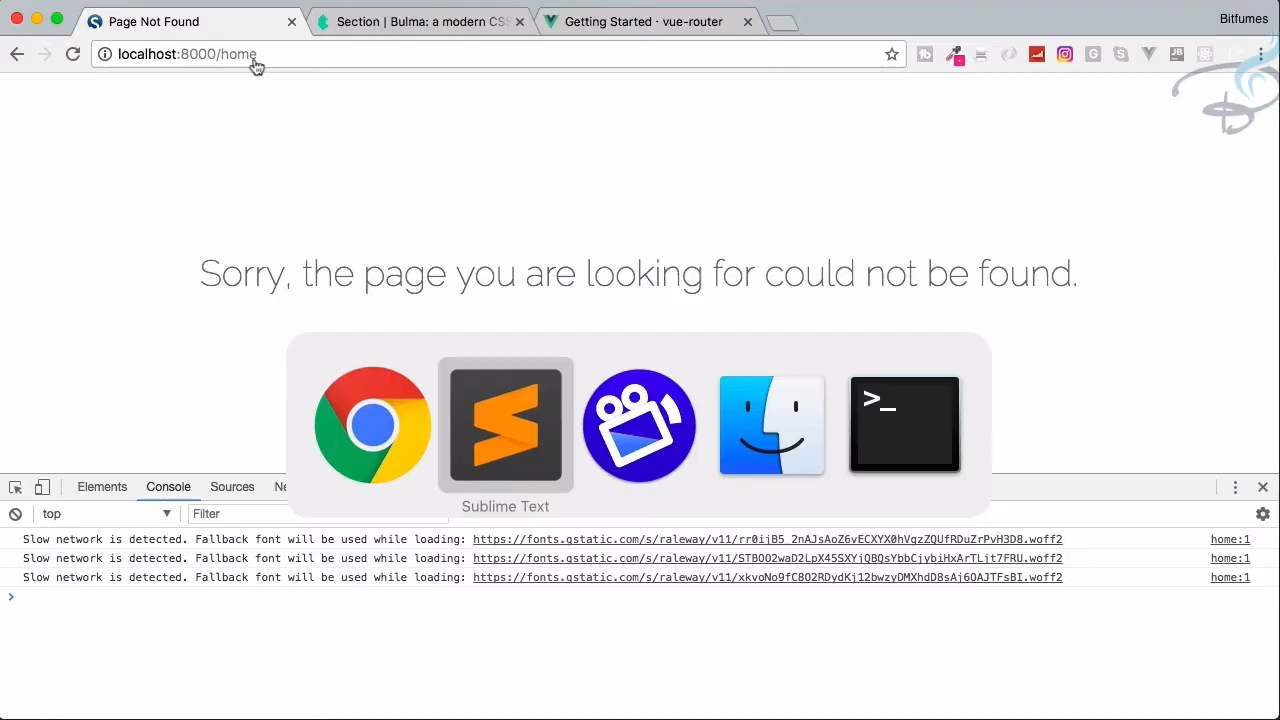 Page Not Found
Section | Bulma: a modern CSS
Getting Started · vue-router
Bitfumes
localhost:8000/home
Sorry, the page you are looking for could not be found.
Sublime Text
Elements Console Sources Ne
top Filter
Slow network is detected. Fallback font will be used while loading: https://fonts.gstatic.com/s/raleway/v11/rr0ijB5_2nAJsAoZ6vECXYX0hVgzZQUfRDuZrPvH3D8.woff2 home:1
Slow network is detected. Fallback font will be used while loading: https://fonts.gstatic.com/s/raleway/v11/STBOO2waD2LpX45SXYjQBQsYbbCjybiHxArTLjt7FRU.woff2 home:1
Slow network is detected. Fallback font will be used while loading: https://fonts.gstatic.com/s/raleway/v11/xkvoNo9fC8O2RDydKj12bwzyDMXhdD8sAj6OAJTFsBI.woff2 home:1